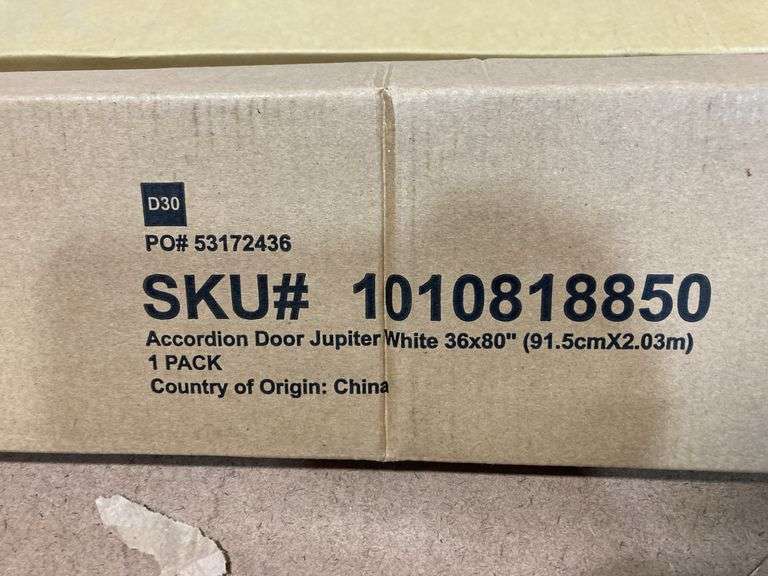 D30
PO# 53172436
SKU# 1010818850
Accordion Door Jupiter White 36x80" (91.5cmX2.03m)
1 PACK
Country of Origin: China